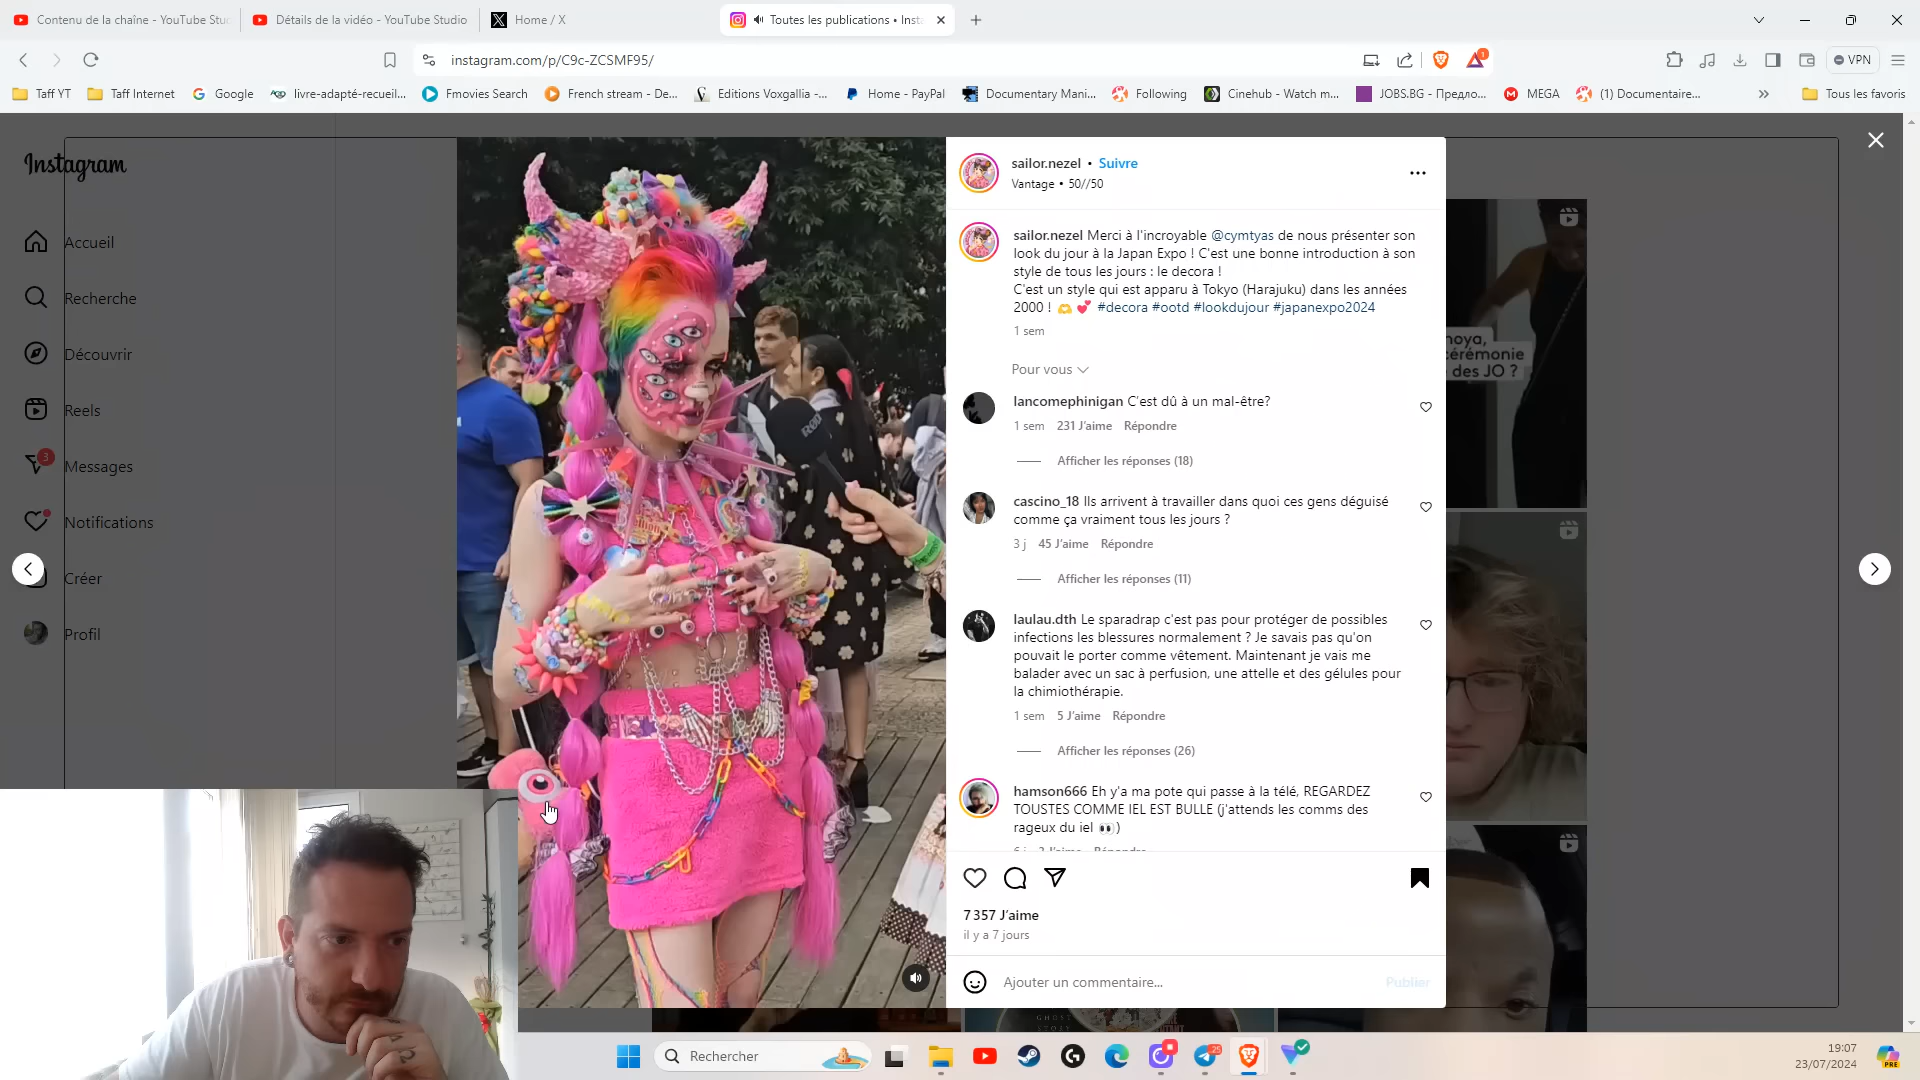 Contenu de la chaîne - YouTube Stu
Détails de la vidéo - YouTube Studio
Home / X
Toutes les publications • Inst
instagram.com/p/C9c-ZCSMF95/
1
VPN
Taff YT
Taff Internet
Google
livre-adapté-recueil...
Fmovies Search
French stream - De...
Editions Voxgallia -...
Home - PayPal
Documentary Mani...
Following
Cinehub - Watch m...
JOBS.BG - Предло...
MEGA
(1) Documentaire...
Tous les favoris
Instagram
Accueil
Recherche
Découvrir
Reels
3
Messages
Notifications
Créer
Profil
RØDE
sailor.nezel • Suivre
Vantage • 50//50
sailor.nezel Merci à l'incroyable @cymtyas de nous présenter son
look du jour à la Japan Expo ! C'est une bonne introduction à son
style de tous les jours : le decora !
C'est un style qui est apparu à Tokyo (Harajuku) dans les années
2000 ! 🫶 💕 #decora #ootd #lookdujour #japanexpo2024
1 sem
Pour vous
lancomephinigan C'est dû à un mal-être?
1 sem 231 J'aime Répondre
Afficher les réponses (18)
cascino_18 Ils arrivent à travailler dans quoi ces gens déguisé
comme ça vraiment tous les jours ?
3 j 45 J'aime Répondre
Afficher les réponses (11)
laulau.dth Le sparadrap c'est pas pour protéger de possibles
infections les blessures normalement ? Je savais pas qu'on
pouvait le porter comme vêtement. Maintenant je vais me
balader avec un sac à perfusion, une attelle et des gélules pour
la chimiothérapie.
1 sem 5 J'aime Répondre
Afficher les réponses (26)
hamson666 Eh y'a ma pote qui passe à la télé, REGARDEZ
TOUSTES COMME IEL EST BULLE (j'attends les comms des
rageux du iel 👀)
6 j 2 J'aime Répondre
7 357 J'aime
il y a 7 jours
Ajouter un commentaire...
Publier
noya,
cérémonie
des JO ?
GHOST
Rechercher
25
PRE
19:07
23/07/2024